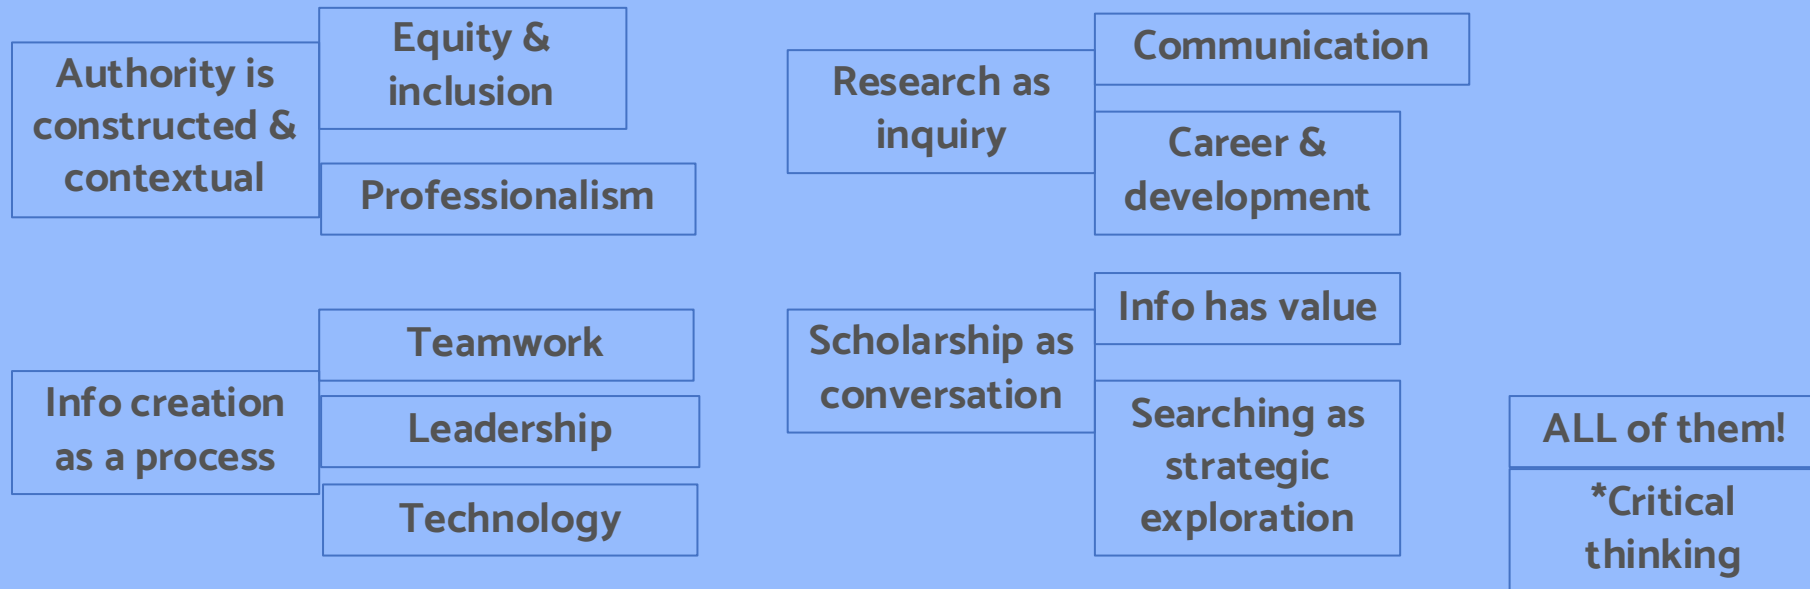 Authority is
constructed &
contextual
Equity &
inclusion
Professionalism
Research as
inquiry
Communication
Career &
development
Info creation
as a process
Teamwork
Leadership
Technology
Scholarship as
conversation
Info has value
Searching as
strategic
exploration
ALL of them!
*Critical
thinking